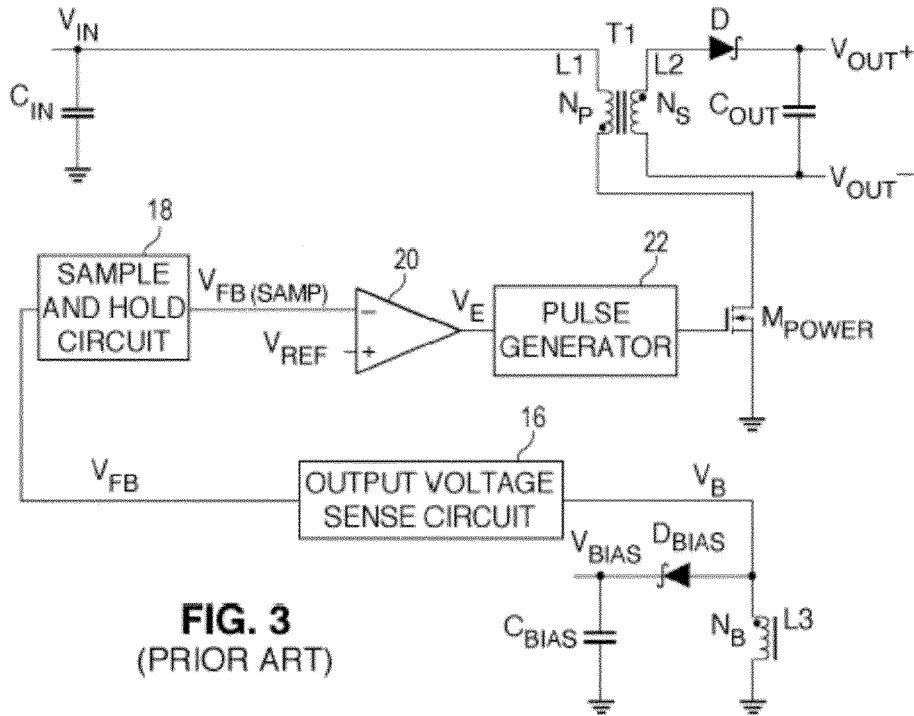 V_IN
T1
D
V_OUT+
L1
L2
C_IN
N_P
N_S
C_OUT
V_OUT−
18
SAMPLE
AND HOLD
CIRCUIT
V_FB (SAMP)
20
−
V_REF
+
V_E
22
PULSE
GENERATOR
M_POWER
V_FB
16
OUTPUT VOLTAGE
SENSE CIRCUIT
V_B
V_BIAS
D_BIAS
C_BIAS
N_B
L3
FIG. 3
(PRIOR ART)